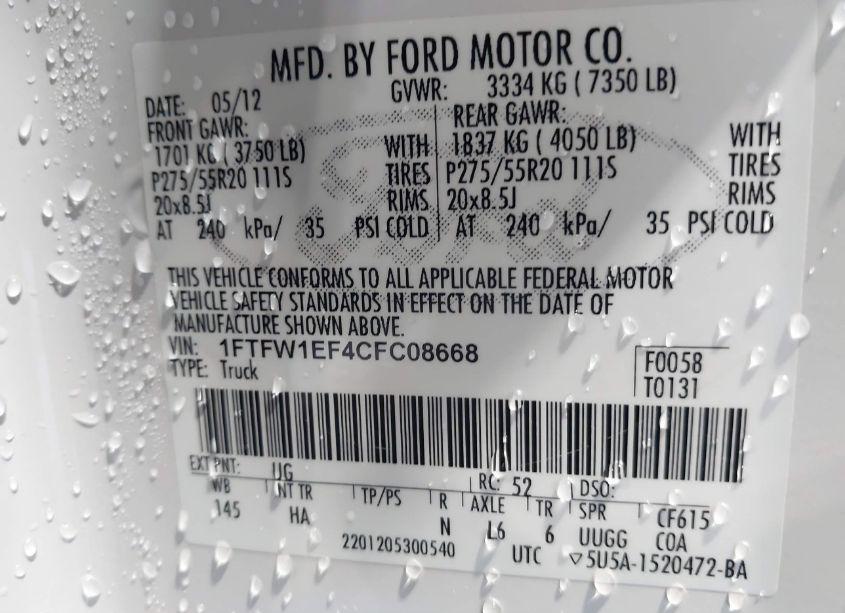 MFD. BY FORD MOTOR CO.
DATE: 05/12 GVWR: 3334 KG ( 7350 LB)
FRONT GAWR: REAR GAWR:
1701 KG ( 3750 LB) WITH 1837 KG ( 4050 LB) WITH
P275/55R20 111S TIRES P275/55R20 111S TIRES
20x8.5J RIMS 20x8.5J RIMS
AT 240 kPa/ 35 PSI COLD AT 240 kPa/ 35 PSI COLD
THIS VEHICLE CONFORMS TO ALL APPLICABLE FEDERAL MOTOR
VEHICLE SAFETY STANDARDS IN EFFECT ON THE DATE OF
MANUFACTURE SHOWN ABOVE.
VIN: 1FTFW1EF4CFC08668
TYPE: Truck
F0058
T0131
EXT PNT: UG RC: 52 DSO:
WB INT TR TP/PS R AXLE TR SPR CF615
145 HA N L6 6 UUGG COA
2201205300540 UTC ▽5U5A-1520472-BA